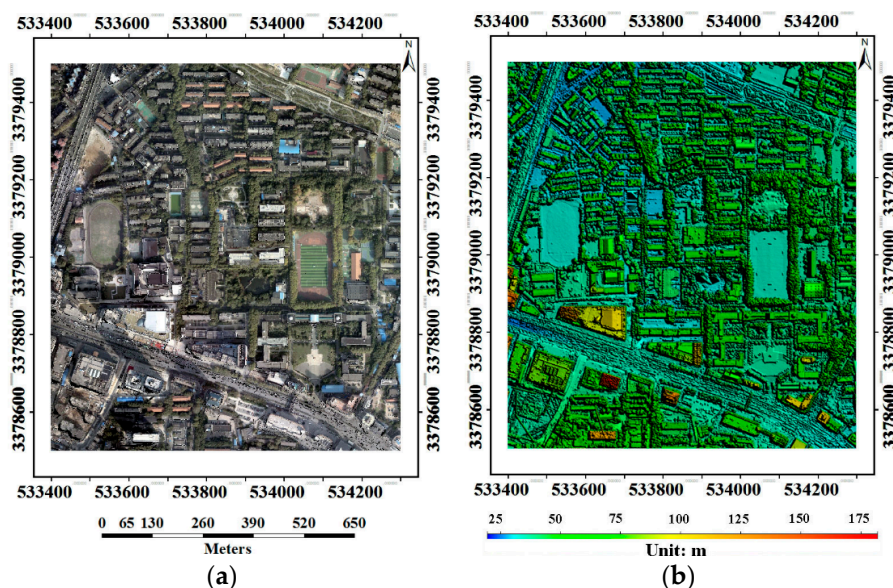 533400 533600 533800 534000 534200
533400 533600 533800 534000 534200
N
N
3379400 3379400 3379400 3379400
3379200 3379200 3379200 3379200
3379000 3379000 3379000 3379000
3378800 3378800 3378800 3378800
3378600 3378600 3378600 3378600
533400 533600 533800 534000 534200
533400 533600 533800 534000 534200
0 65 130 260 390 520 650
Meters
25 50 75 100 125 150 175
Unit: m
(a)
(b)